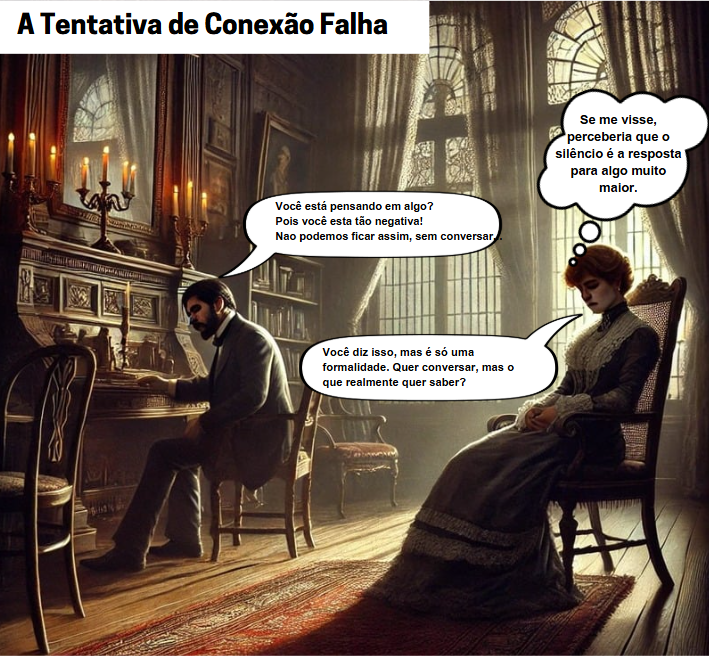 A Tentativa de Conexão Falha
Se me visse,
perceberia que o
silêncio é a resposta
para algo muito
maior.
Você está pensando em algo?
Pois você esta tão negativa!
Nao podemos ficar assim, sem conversar...
Você diz isso, mas é só uma
formalidade. Quer conversar, mas o
que realmente quer saber?